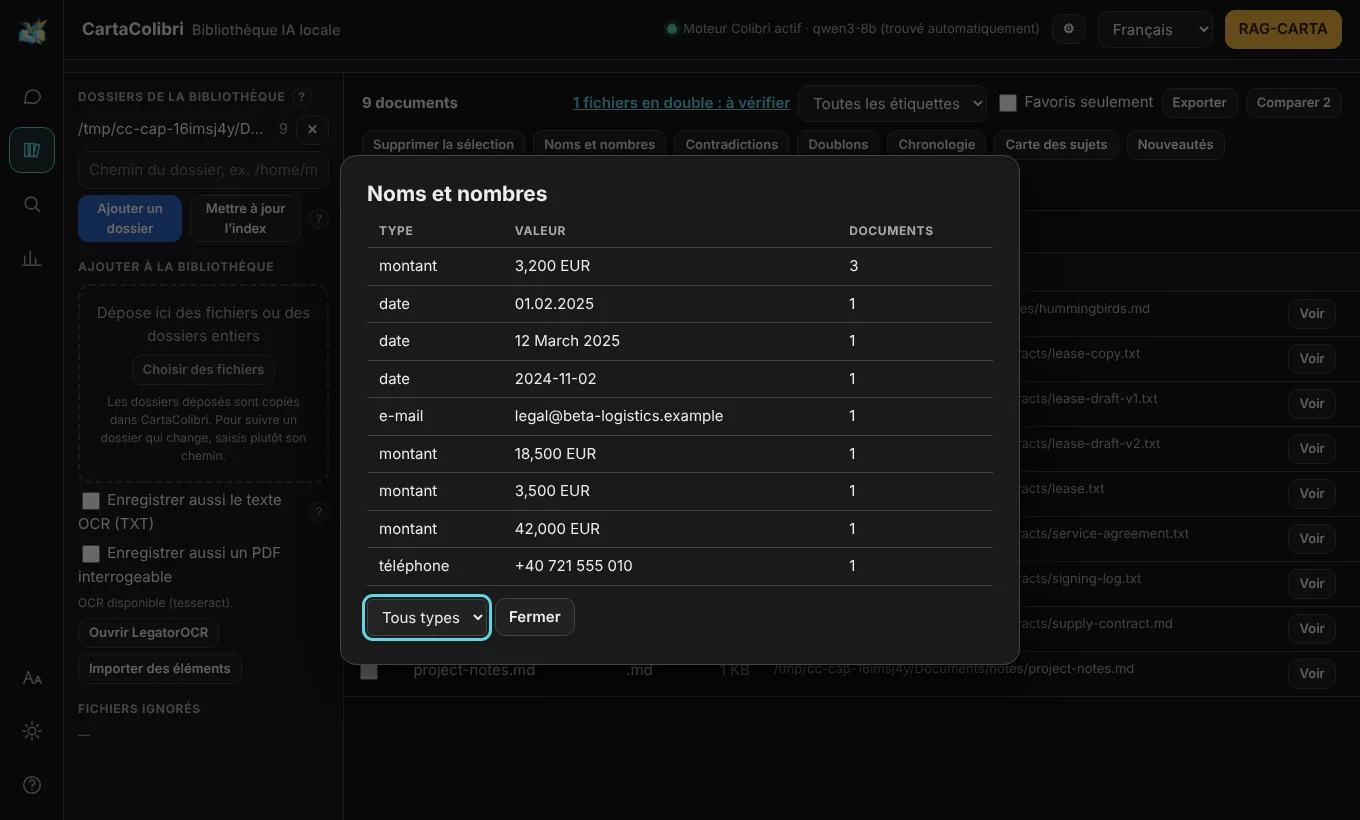 CartaColibri Bibliothèque IA locale
Moteur Colibri actif · qwen3-8b (trouvé automatiquement)
Français
RAG-CARTA
DOSSIERS DE LA BIBLIOTHÈQUE ?
/tmp/cc-cap-16imsj4y/D... 9 ×
Chemin du dossier, ex. /home/m
Ajouter un
dossier
Mettre à jour
l’index
?
AJOUTER À LA BIBLIOTHÈQUE
Dépose ici des fichiers ou des
dossiers entiers
Choisir des fichiers
Les dossiers déposés sont copiés
dans CartaColibri. Pour suivre un
dossier qui change, saisis plutôt son
chemin.
Enregistrer aussi le texte
OCR (TXT)
?
Enregistrer aussi un PDF
interrogeable
OCR disponible (tesseract).
Ouvrir LegatorOCR
Importer des éléments
FICHIERS IGNORÉS
—
9 documents
1 fichiers en double : à vérifier
Toutes les étiquettes
Favoris seulement
Exporter
Comparer 2
Supprimer la sélection
Noms et nombres
Contradictions
Doublons
Chronologie
Carte des sujets
Nouveautés
Noms et nombres
TYPE VALEUR DOCUMENTS
montant 3,200 EUR 3
date 01.02.2025 1
date 12 March 2025 1
date 2024-11-02 1
e-mail legal@beta-logistics.example 1
montant 18,500 EUR 1
montant 3,500 EUR 1
montant 42,000 EUR 1
téléphone +40 721 555 010 1
Tous types
Fermer
es/hummingbirds.md Voir
racts/lease-copy.txt Voir
racts/lease-draft-v1.txt Voir
racts/lease-draft-v2.txt Voir
racts/lease.txt Voir
racts/service-agreement.txt Voir
racts/signing-log.txt Voir
racts/supply-contract.md Voir
project-notes.md .md 1 KB /tmp/cc-cap-16imsj4y/Documents/notes/project-notes.md Voir
AA
?